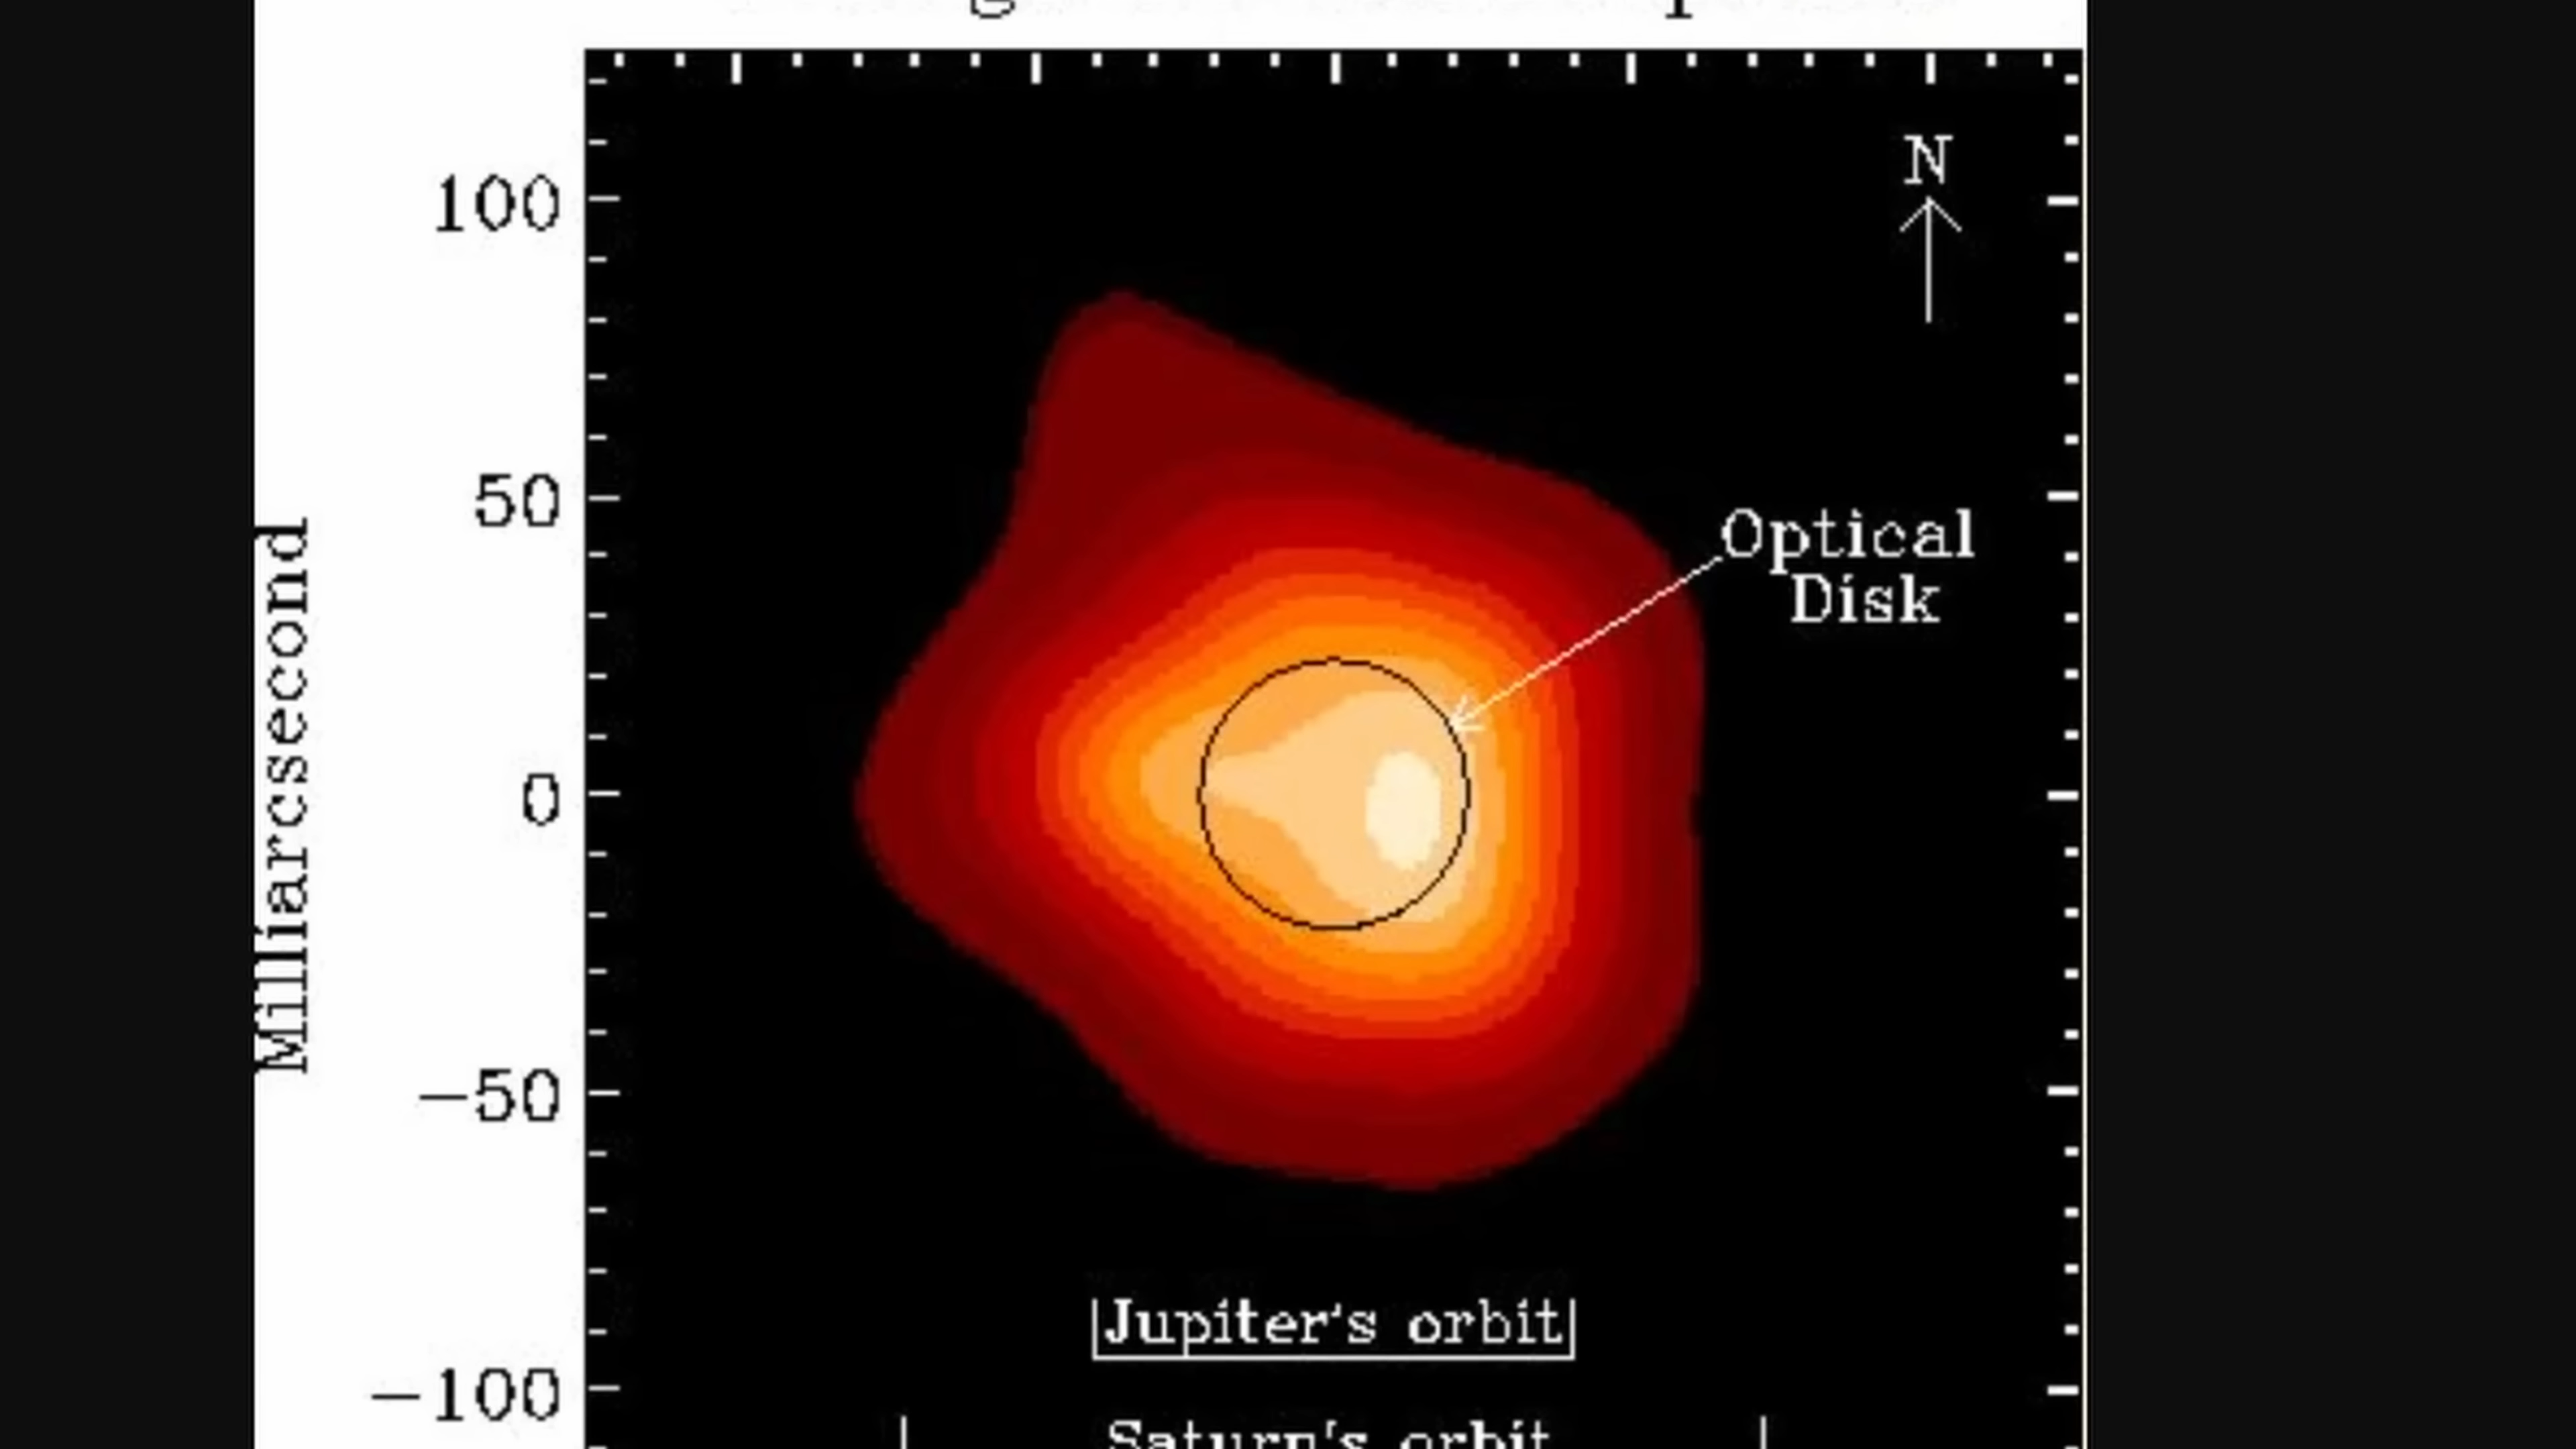 N
100
50
Optical
Disk
Milliarcsecond
0
−50
Jupiter's orbit
−100
Saturn's orbit